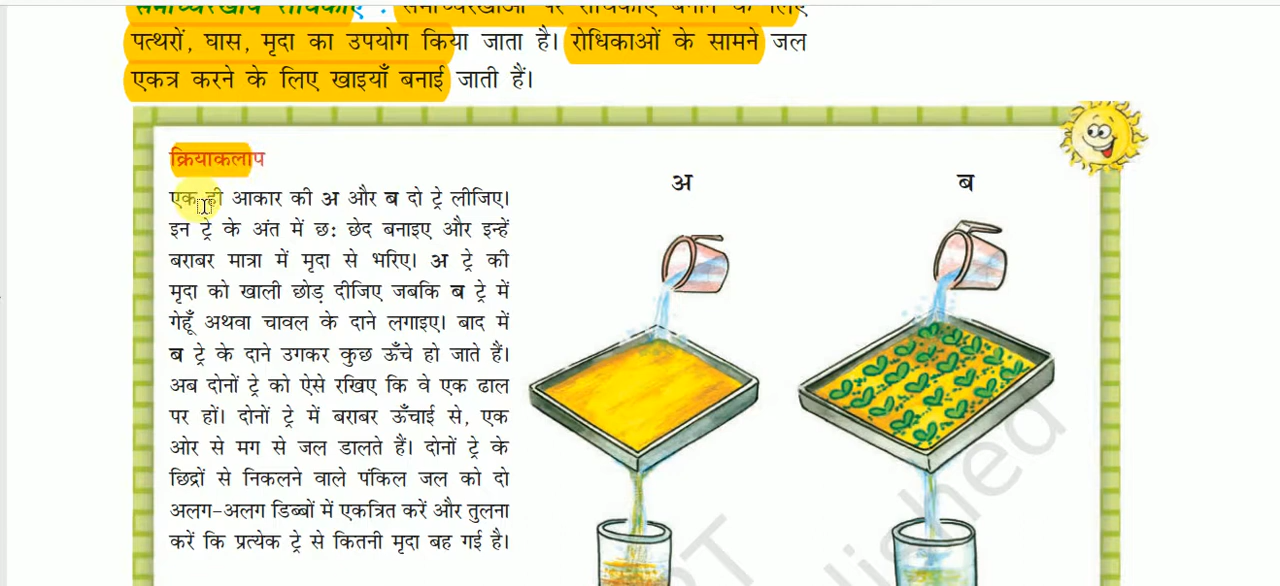 समोच्चरेखीय रोधिकाएँ : समोच्चरेखाओं पर रोधिकाएँ बनाने के लिए
पत्थरों, घास, मृदा का उपयोग किया जाता है। रोधिकाओं के सामने जल
एकत्र करने के लिए खाइयाँ बनाई जाती हैं।
क्रियाकलाप
एक ही आकार की अ और ब दो ट्रे लीजिए।
इन ट्रे के अंत में छ: छेद बनाइए और इन्हें
बराबर मात्रा में मृदा से भरिए। अ ट्रे की
मृदा को खाली छोड़ दीजिए जबकि ब ट्रे में
गेहूँ अथवा चावल के दाने लगाइए। बाद में
ब ट्रे के दाने उगकर कुछ ऊँचे हो जाते हैं।
अब दोनों ट्रे को ऐसे रखिए कि वे एक ढाल
पर हों। दोनों ट्रे में बराबर ऊँचाई से, एक
ओर से मग से जल डालते हैं। दोनों ट्रे के
छिद्रों से निकलने वाले पंकिल जल को दो
अलग-अलग डिब्बों में एकत्रित करें और तुलना
करें कि प्रत्येक ट्रे से कितनी मृदा बह गई है।
अ
ब